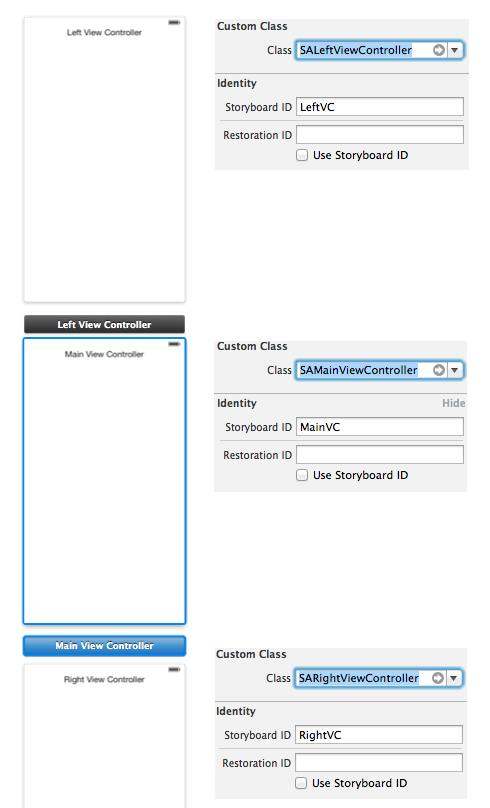 Left View Controller
Custom Class
Class SALeftViewController
Identity
Storyboard ID LeftVC
Restoration ID
Use Storyboard ID
Left View Controller
Main View Controller
Custom Class
Class SAMainViewController
Identity Hide
Storyboard ID MainVC
Restoration ID
Use Storyboard ID
Main View Controller
Right View Controller
Custom Class
Class SARightViewController
Identity
Storyboard ID RightVC
Restoration ID
Use Storyboard ID